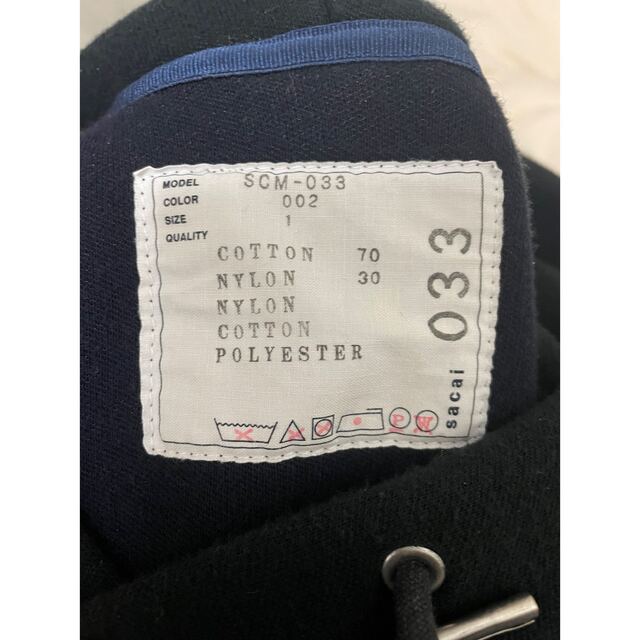 MODEL SCM-033
COLOR 002
SIZE 1
QUALITY
COTTON 70
NYLON 30
NYLON
COTTON
POLYESTER
P W
sacai 033